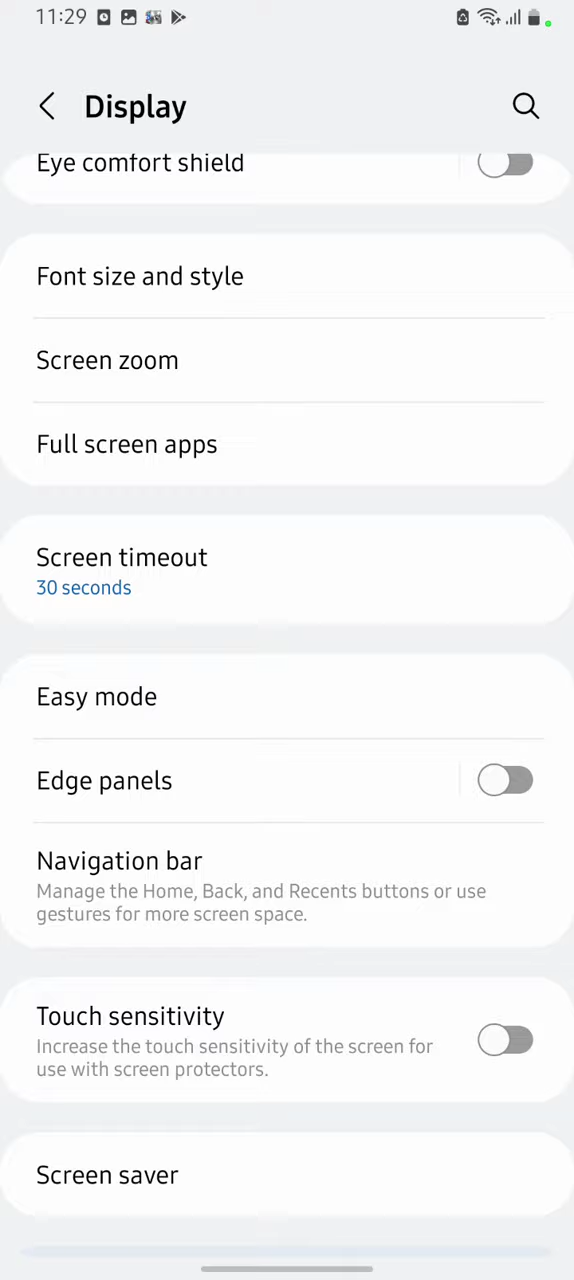 11:29
Display
Eye comfort shield
Font size and style
Screen zoom
Full screen apps
Screen timeout
30 seconds
Easy mode
Edge panels
Navigation bar
Manage the Home, Back, and Recents buttons or use
gestures for more screen space.
Touch sensitivity
Increase the touch sensitivity of the screen for
use with screen protectors.
Screen saver